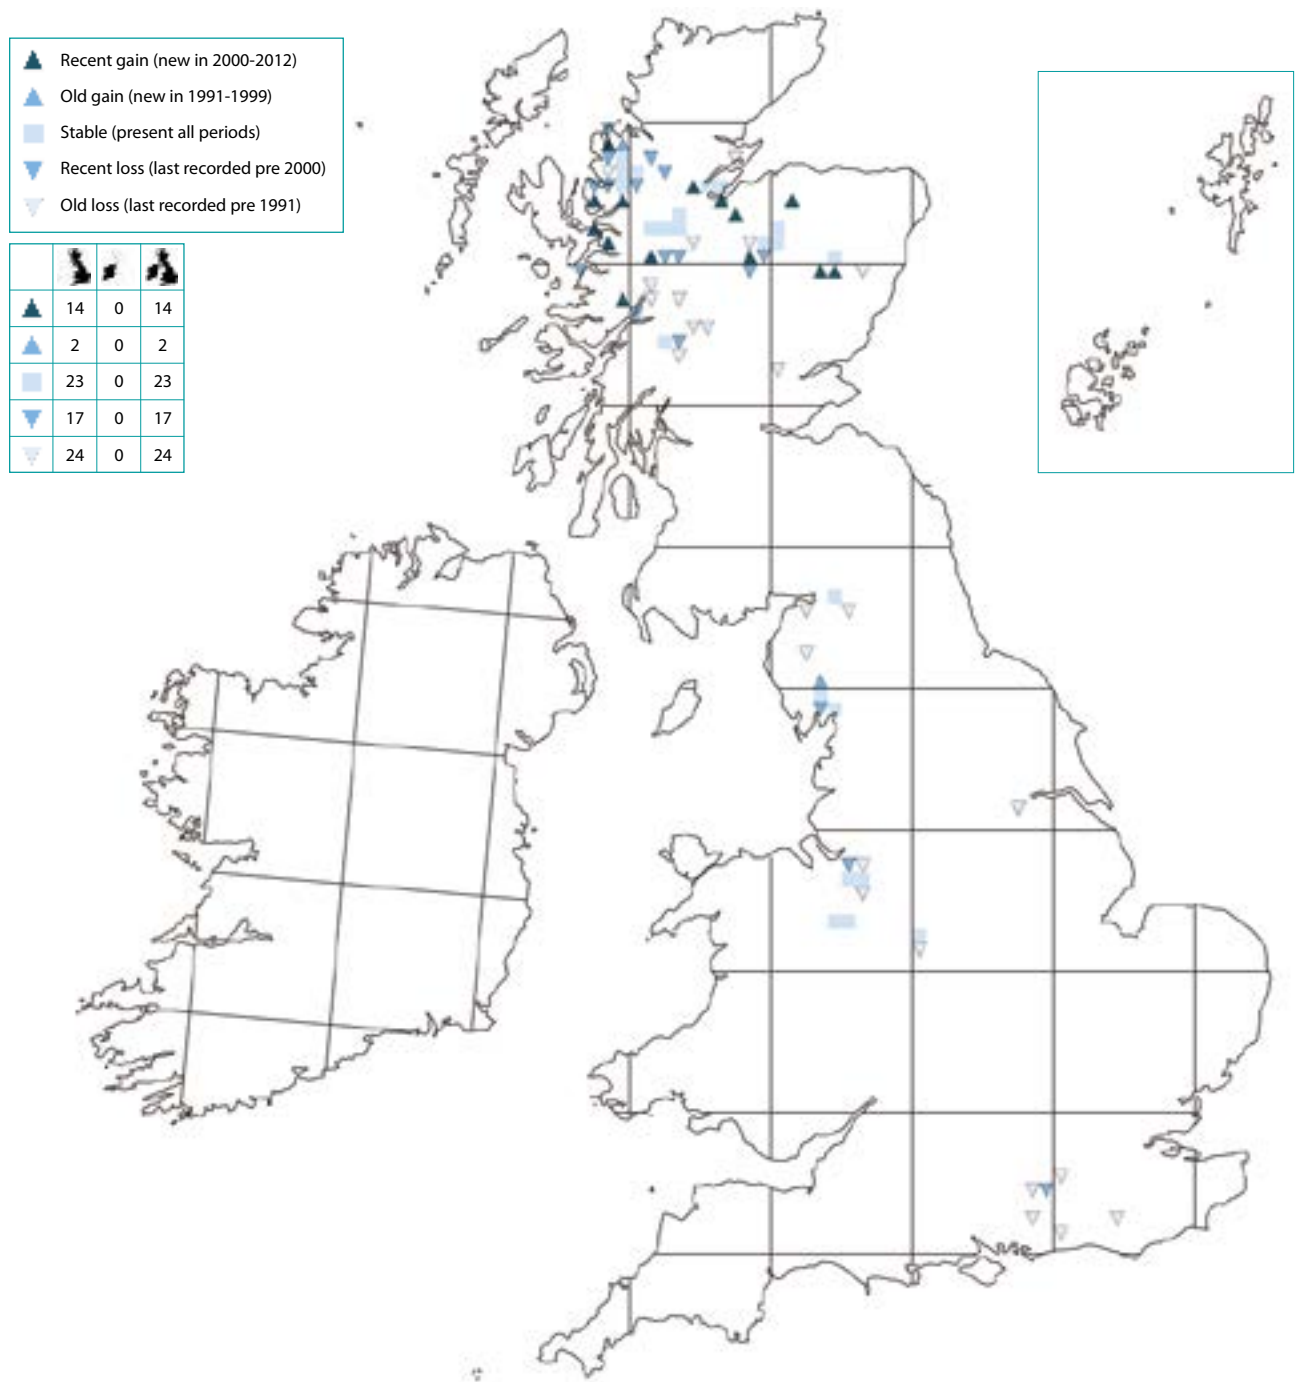 Recent gain (new in 2000-2012)
Old gain (new in 1991-1999)
Stable (present all periods)
Recent loss (last recorded pre 2000)
Old loss (last recorded pre 1991)
14 0 14
2 0 2
23 0 23
17 0 17
24 0 24